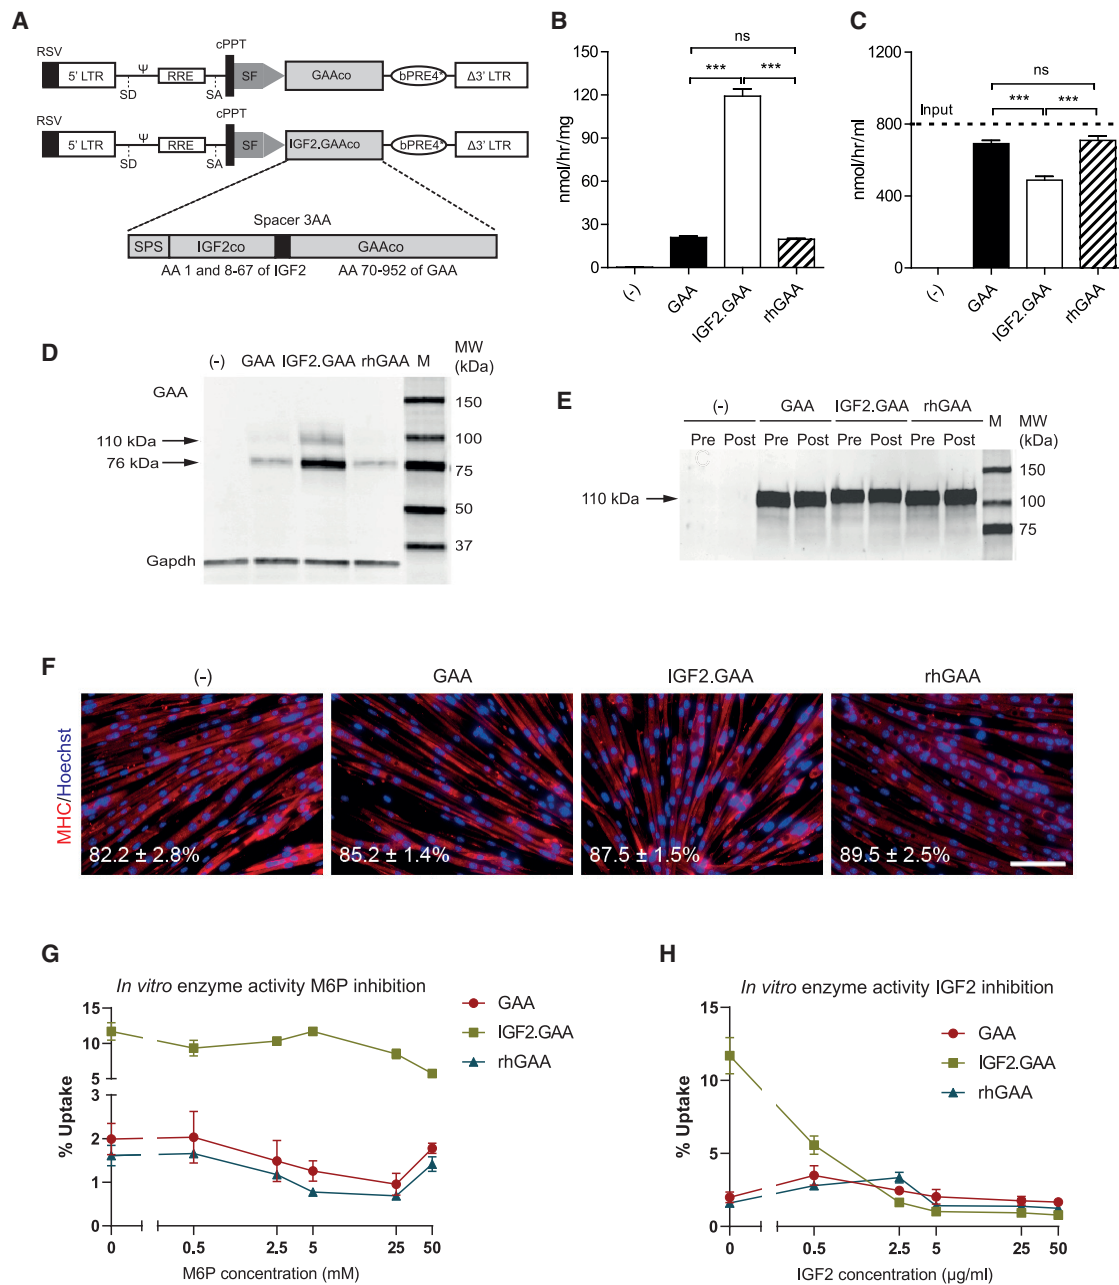 A
RSV
cPPT
5' LTR
Ψ
RRE
SF
GAAco
bPRE4*
Δ3' LTR
SD
SA
RSV
cPPT
5' LTR
Ψ
RRE
SF
IGF2.GAAco
bPRE4*
Δ3' LTR
SD
SA
Spacer 3AA
SPS
IGF2co
GAAco
AA 1 and 8-67 of IGF2
AA 70-952 of GAA
B
nmol/hr/mg
150
120
90
60
30
0
ns
***
***
(-)
GAA
IGF2.GAA
rhGAA
C
nmol/hr/ml
1200
800
400
0
Input
ns
***
***
(-)
GAA
IGF2.GAA
rhGAA
D
(-) GAA IGF2.GAA rhGAA M
MW
(kDa)
GAA
110 kDa
76 kDa
Gapdh
150
100
75
50
37
E
(-) GAA IGF2.GAA rhGAA
M
MW
(kDa)
Pre Post Pre Post Pre Post Pre Post
110 kDa
150
100
75
F
(-)
GAA
IGF2.GAA
rhGAA
MHC/Hoechst
82.2 ± 2.8%
85.2 ± 1.4%
87.5 ± 1.5%
89.5 ± 2.5%
G
In vitro enzyme activity M6P inhibition
GAA
IGF2.GAA
rhGAA
% Uptake
15
10
5
3
2
1
0
0 0.5 2.5 5 25 50
M6P concentration (mM)
H
In vitro enzyme activity IGF2 inhibition
GAA
IGF2.GAA
rhGAA
% Uptake
15
10
5
0
0 0.5 2.5 5 25 50
IGF2 concentration (µg/ml)